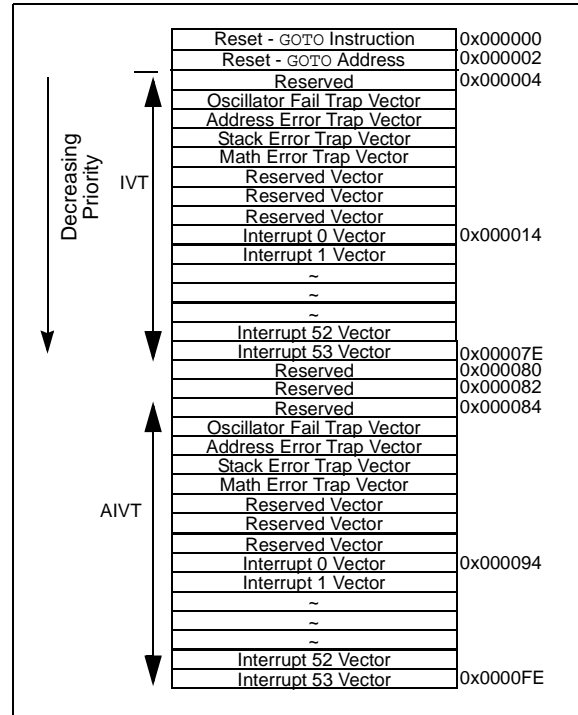 Reset - GOTO Instruction 0x000000
Reset - GOTO Address 0x000002
Reserved 0x000004
Oscillator Fail Trap Vector
Address Error Trap Vector
Stack Error Trap Vector
Math Error Trap Vector
Reserved Vector
Reserved Vector
Reserved Vector
Interrupt 0 Vector 0x000014
Interrupt 1 Vector
~
~
~
Interrupt 52 Vector
Interrupt 53 Vector 0x00007E
Reserved 0x000080
Reserved 0x000082
Reserved 0x000084
Oscillator Fail Trap Vector
Address Error Trap Vector
Stack Error Trap Vector
Math Error Trap Vector
Reserved Vector
Reserved Vector
Reserved Vector
Interrupt 0 Vector 0x000094
Interrupt 1 Vector
~
~
~
Interrupt 52 Vector
Interrupt 53 Vector 0x0000FE
Decreasing
Priority
IVT
AIVT